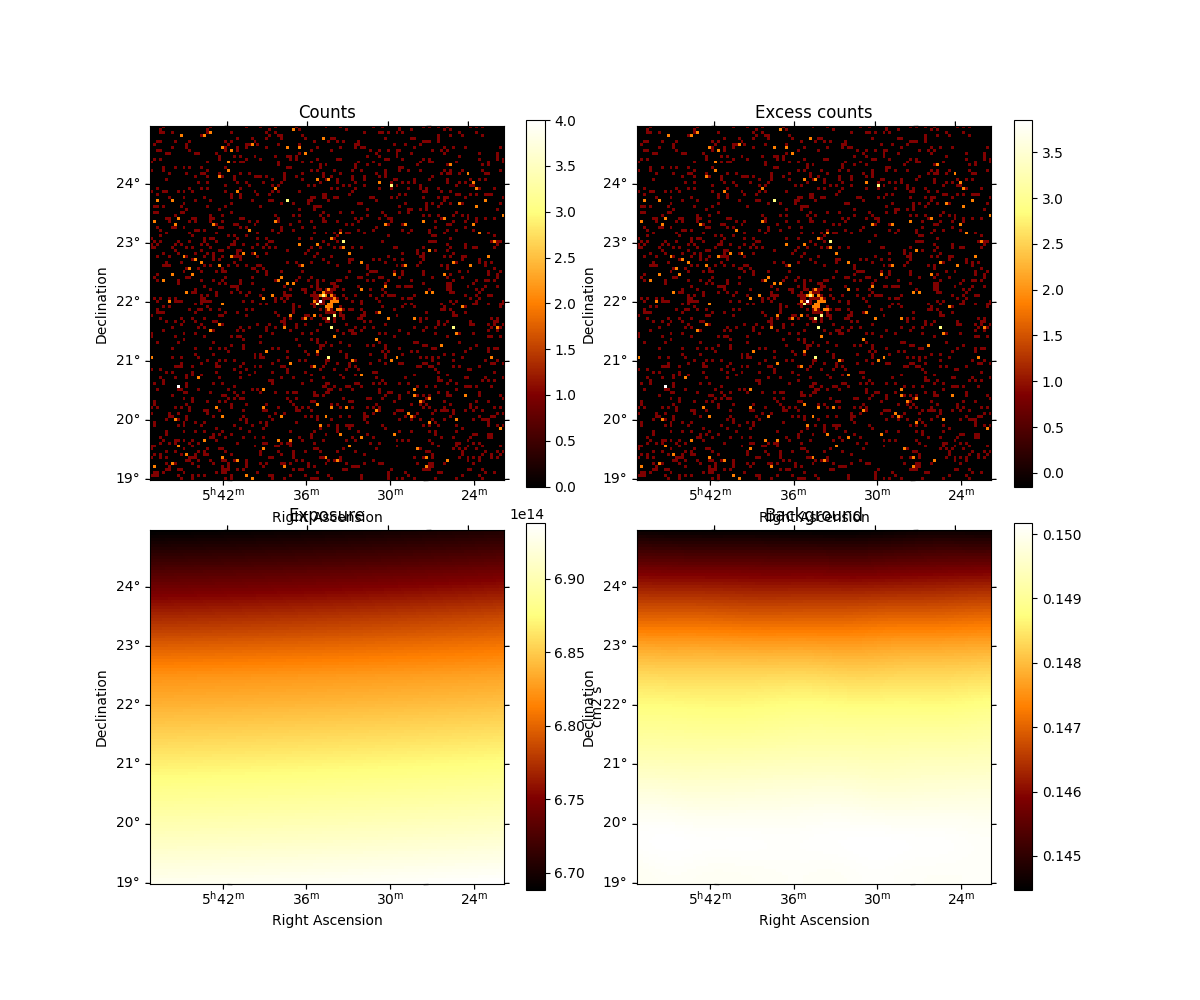 Counts
Excess counts
Declination
24°
23°
22°
21°
20°
19°
5ʰ42ᵐ 36ᵐ 30ᵐ 24ᵐ
Right Ascension
4.0
3.5
3.0
2.5
2.0
1.5
1.0
0.5
0.0
Declination
24°
23°
22°
21°
20°
19°
5ʰ42ᵐ 36ᵐ 30ᵐ 24ᵐ
Right Ascension
3.5
3.0
2.5
2.0
1.5
1.0
0.5
0.0
Exposure
Background
Declination
24°
23°
22°
21°
20°
19°
5ʰ42ᵐ 36ᵐ 30ᵐ 24ᵐ
Right Ascension
1e14
6.90
6.85
6.80
6.75
6.70
cm2 s
Declination
24°
23°
22°
21°
20°
19°
5ʰ42ᵐ 36ᵐ 30ᵐ 24ᵐ
Right Ascension
0.150
0.149
0.148
0.147
0.146
0.145